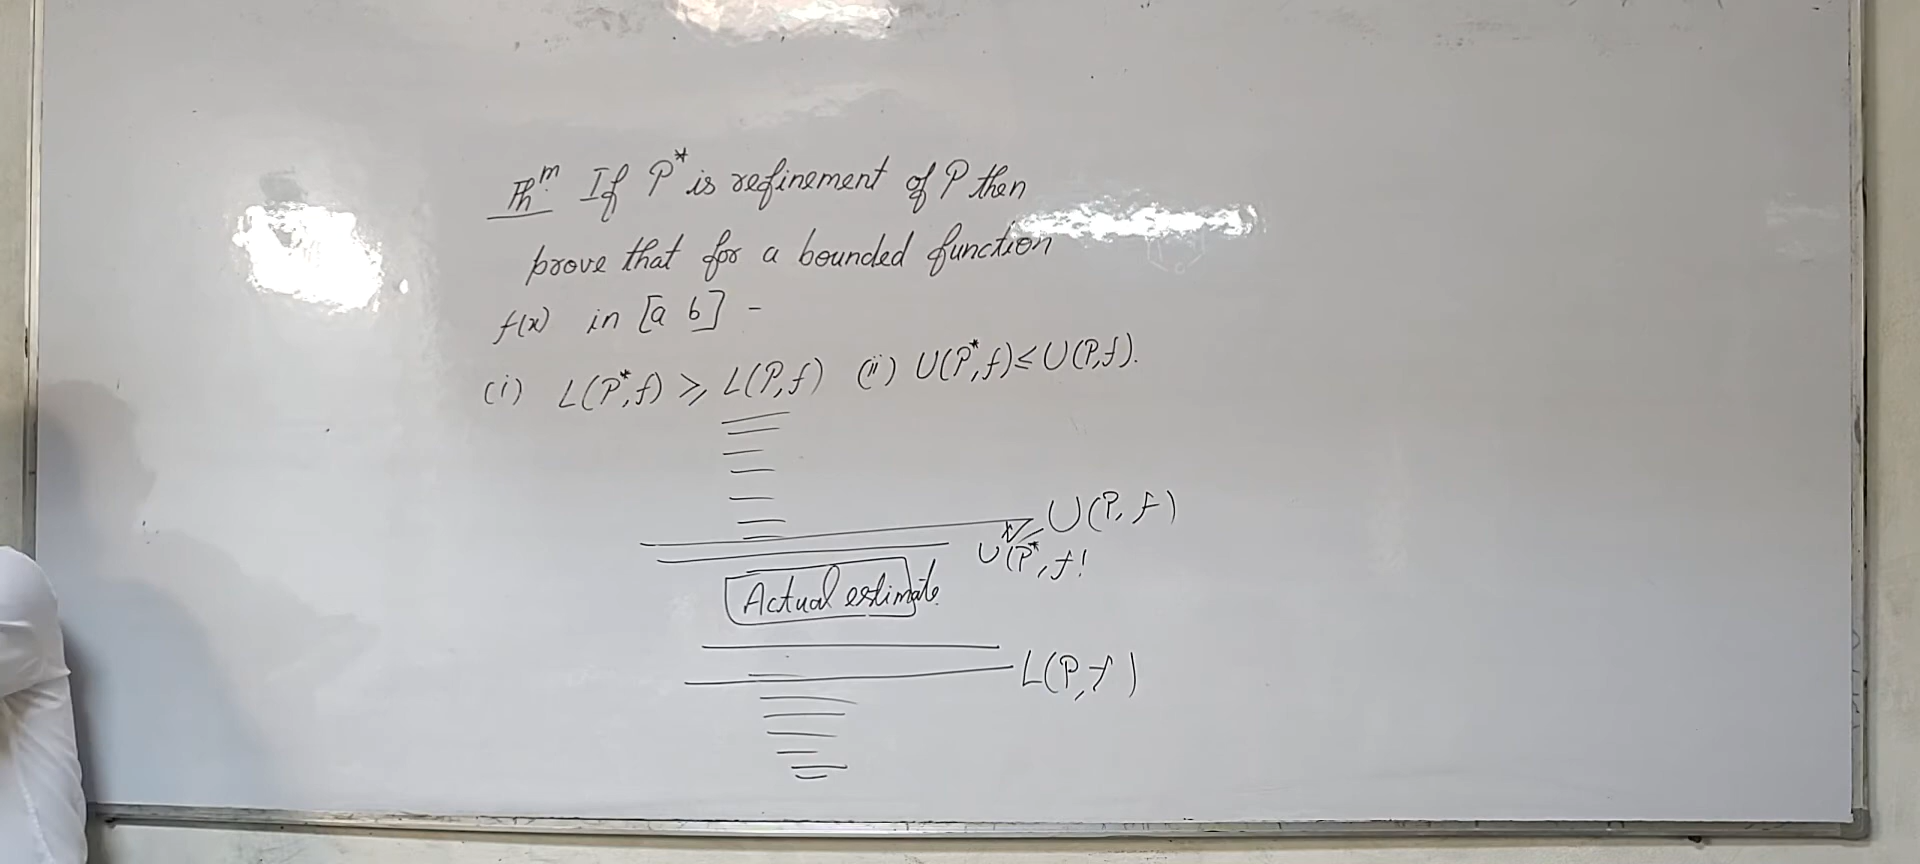 Thm If P* is refinement of P then
prove that for a bounded function
f(x) in [a b] -
(i) L(P*,f) ≥ L(P,f) (ii) U(P*,f) ≤ U(P,f).
U(P, f)
U(P*, f)
Actual estimate
L(P, f)